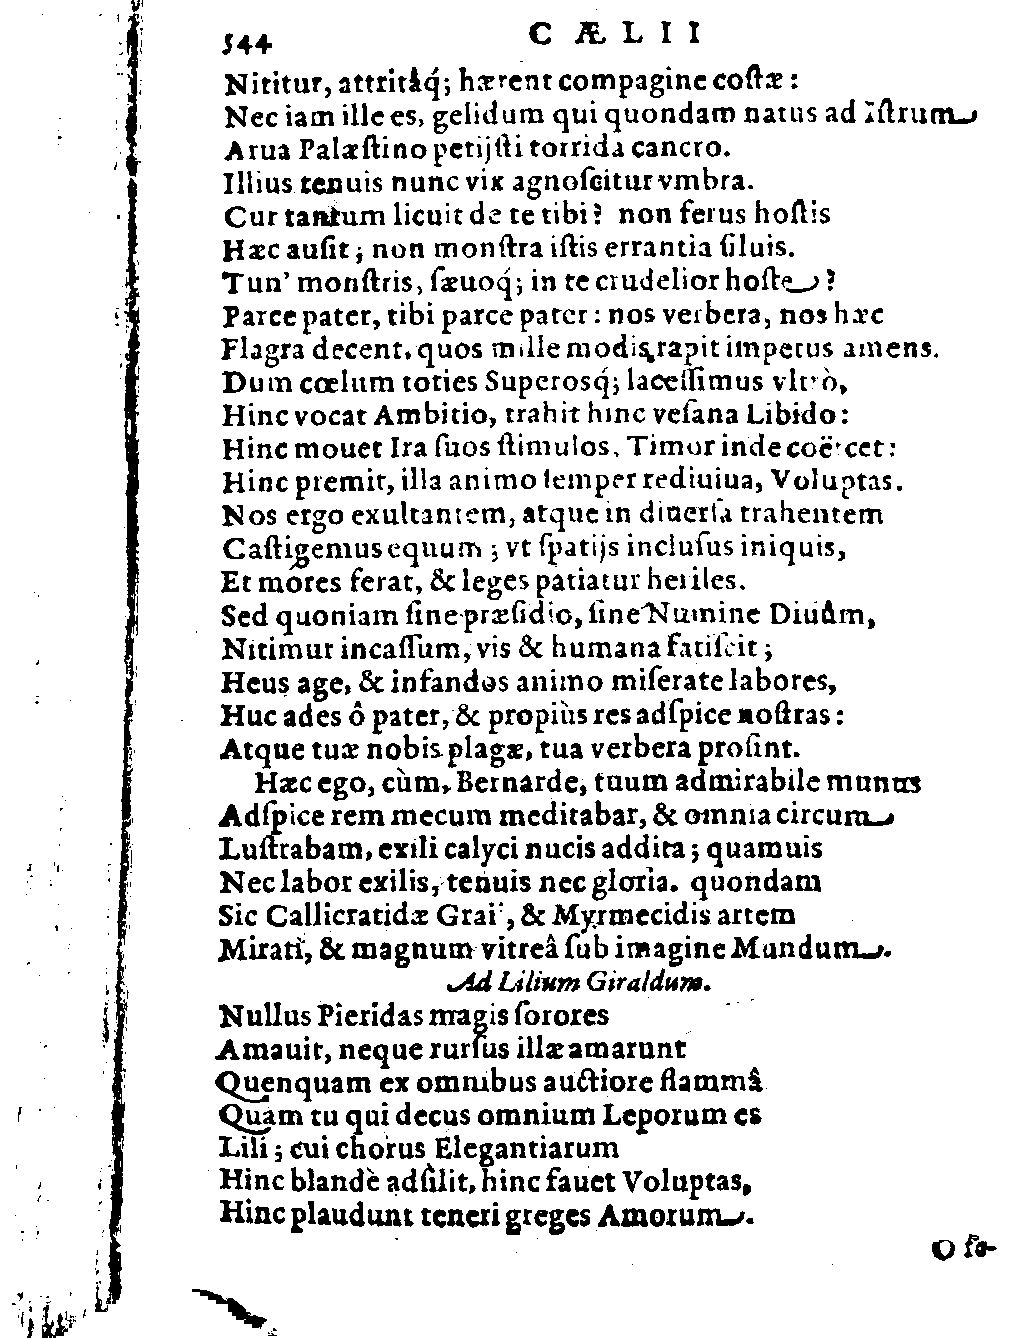 544 CÆLII
Nititur, attritâq́; hærent compagine coſtæ:
Nec iam ille es, gelidum qui quondam natus ad Iſtrum
Arua Palæſtino petijſti torrida cancro.
Illius tenuis nunc vix agnoſcitur vmbra.
Cur tantum licuit de te tibi? non ferus hoſtis
Hæc auſit; non monſtra iſtis errantia ſiluis.
Tun' monſtris, ſæuoq́; in te crudelior hoſte?
Parce pater, tibi parce pater: nos verbera, nos hæc
Flagra decent, quos mille modis rapit impetus amens.
Dum cœlum toties Superosq́; laceſſimus vltrò,
Hinc vocat Ambitio, trahit hinc veſana Libido:
Hinc mouet Ira ſuos ſtimulos, Timor inde coërcet:
Hinc premit, illa animo ſemper rediuiua, Voluptas.
Nos ergo exultantem, atque in diuerſa trahentem
Caſtigemus equum; vt ſpatijs incluſus iniquis,
Et mores ferat, & leges patiatur heriles.
Sed quoniam ſine præſidio, ſine Numine Diuûm,
Nitimur incaſſum, vis & humana fatiſcit;
Heus age, & infandos animo miſerate labores,
Huc ades ô pater, & propiùs res adſpice noſtras:
Atque tuæ nobis plagæ, tua verbera proſint.
Hæc ego, cùm, Bernarde, tuum admirabile munus
Adſpice rem mecum meditabar, & omnia circum
Luſtrabam, exili calyci nucis addita; quamuis
Nec labor exilis, tenuis nec gloria. quondam
Sic Callicratidæ Graii, & Myrmecidis artem
Mirati, & magnum vitreâ ſub imagine Mundum.
Ad Lilium Giraldum.
Nullus Pieridas magis ſorores
Amauit, neque rurſus illæ amarunt
Quenquam ex omnibus auctiore flammâ
Quàm tu qui decus omnium Leporum es
Lili; cui chorus Elegantiarum
Hinc blandè adſilit, hinc fauet Voluptas,
Hinc plaudunt teneri greges Amorum.
O ſo-